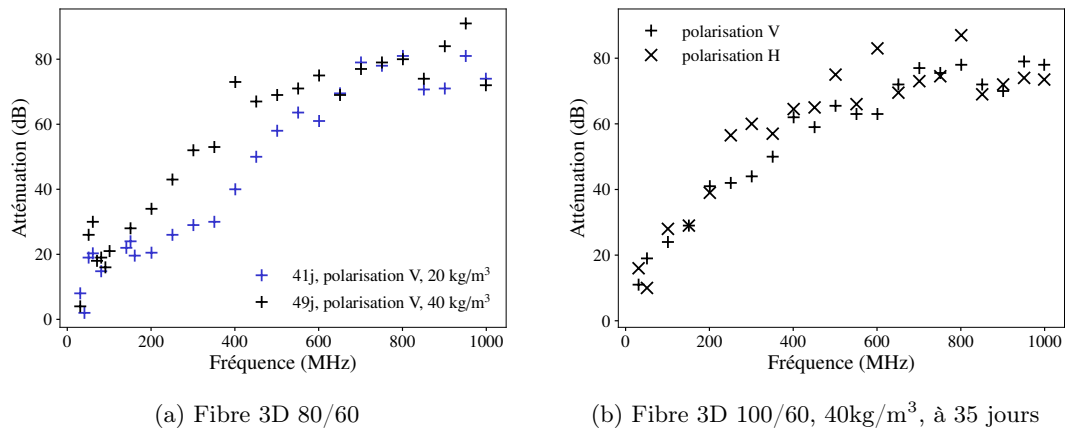 80
60
40
20
0
Atténuation (dB)
0 200 400 600 800 1000
Fréquence (MHz)
41j, polarisation V, 20 kg/m³
49j, polarisation V, 40 kg/m³
(a) Fibre 3D 80/60
polarisation V
polarisation H
80
60
40
20
0
Atténuation (dB)
0 200 400 600 800 1000
Fréquence (MHz)
(b) Fibre 3D 100/60, 40kg/m³, à 35 jours